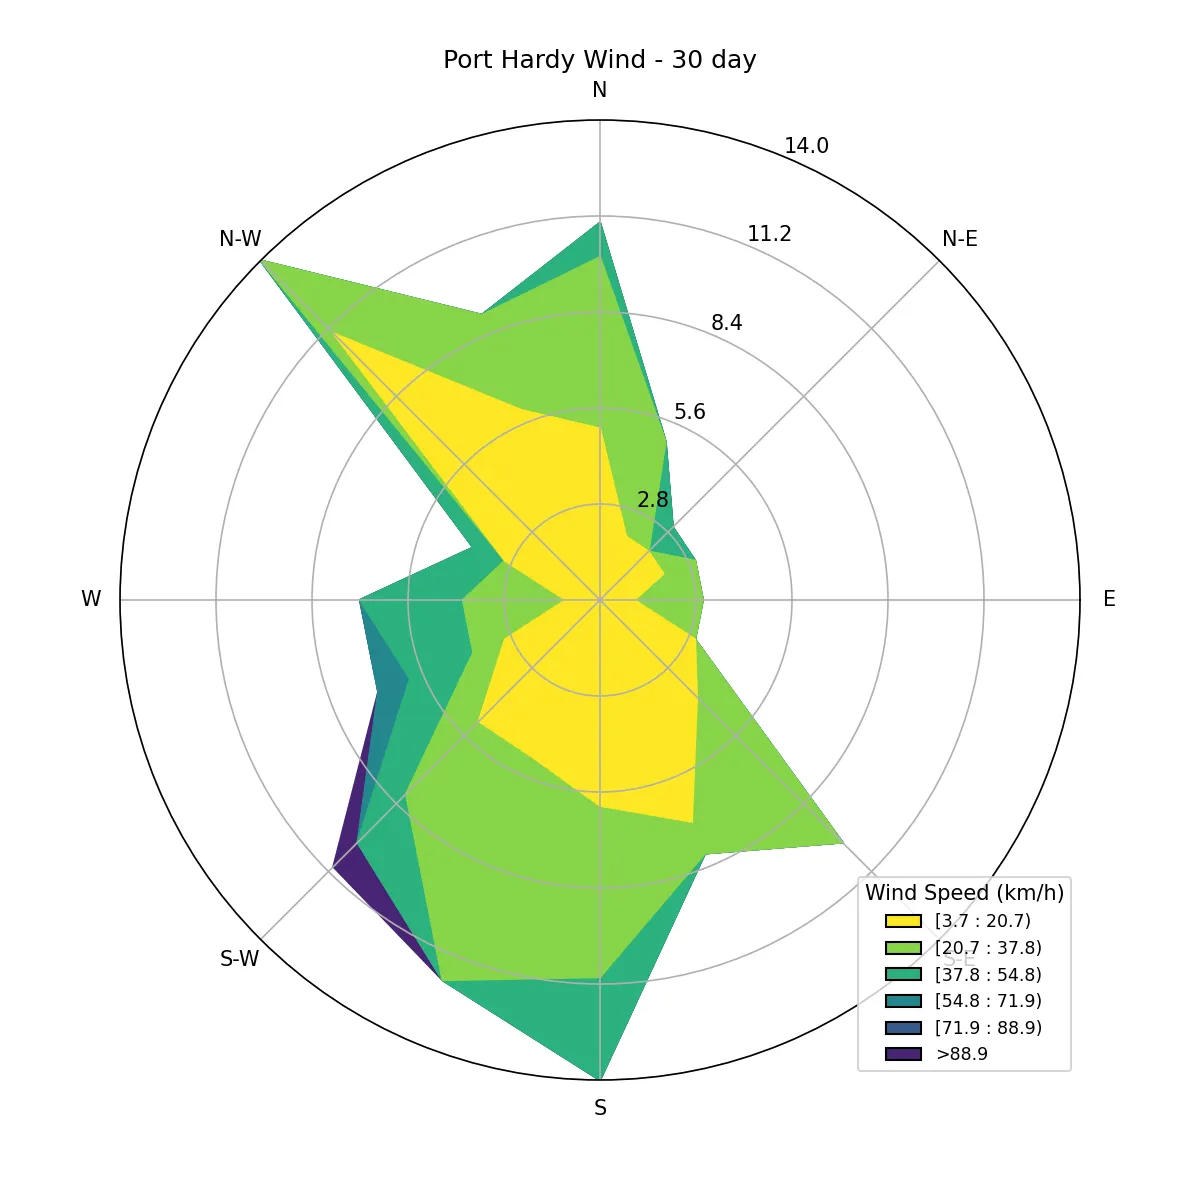 Port Hardy Wind - 30 day
N
14.0
N-W
11.2
N-E
8.4
5.6
2.8
W
E
S-W
S-E
Wind Speed (km/h)
[3.7 : 20.7)
[20.7 : 37.8)
[37.8 : 54.8)
[54.8 : 71.9)
[71.9 : 88.9)
>88.9
S